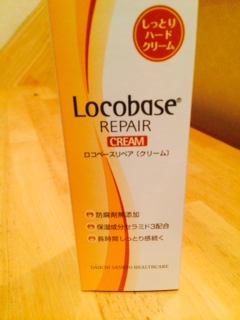 しっとり
ハード
クリーム
Locobase®
REPAIR
CREAM
ロコベースリペア〔クリーム〕
防腐剤無添加
保湿成分セラミド3配合
長時間しっとり感続く
DAIICHI SANKYO HEALTHCARE